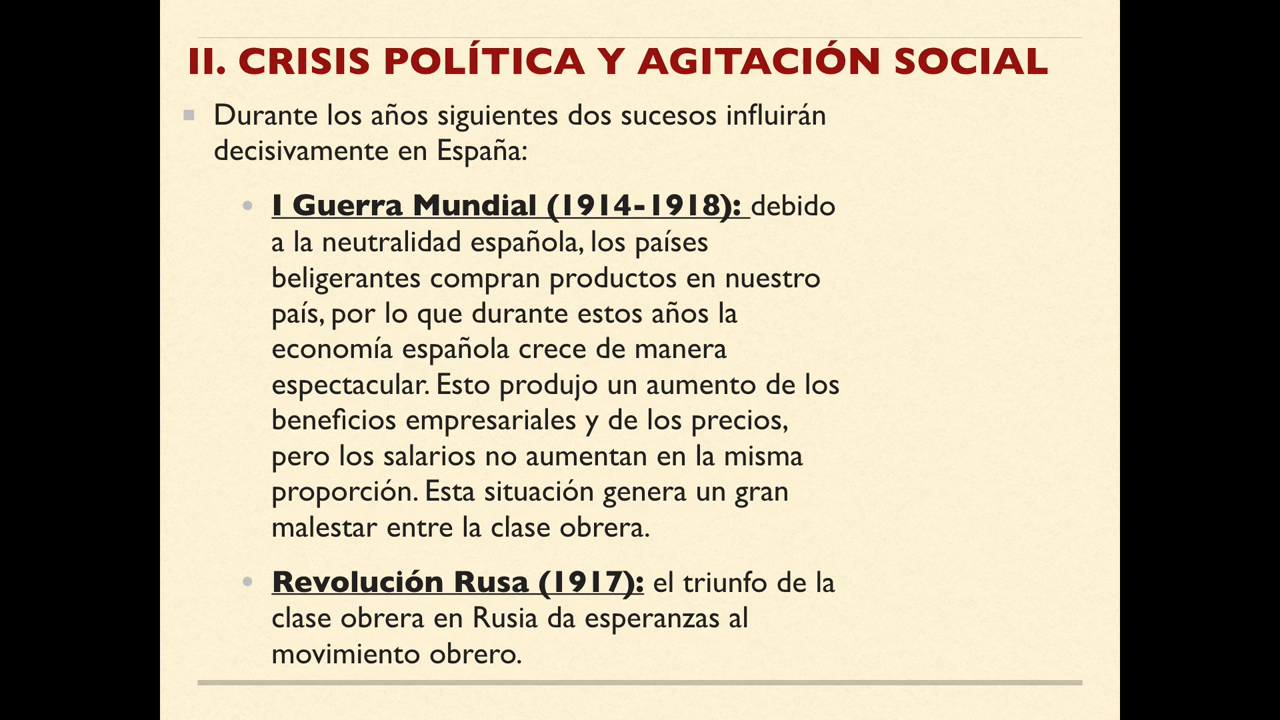 II. CRISIS POLÍTICA Y AGITACIÓN SOCIAL
Durante los años siguientes dos sucesos influirán
decisivamente en España:
I Guerra Mundial (1914-1918): debido
a la neutralidad española, los países
beligerantes compran productos en nuestro
país, por lo que durante estos años la
economía española crece de manera
espectacular. Esto produjo un aumento de los
beneficios empresariales y de los precios,
pero los salarios no aumentan en la misma
proporción. Esta situación genera un gran
malestar entre la clase obrera.
Revolución Rusa (1917): el triunfo de la
clase obrera en Rusia da esperanzas al
movimiento obrero.